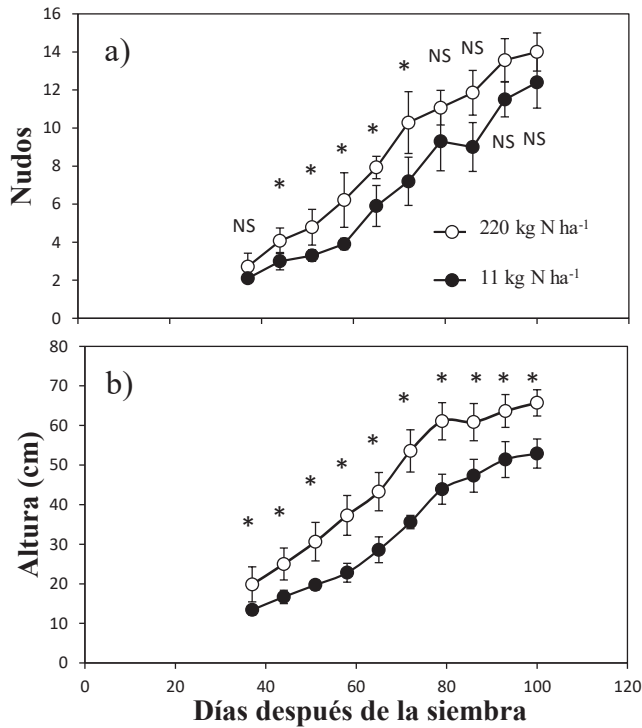 16
a)
14
NS NS
*
12
*
10
*
*
*
NS NS
8
6
NS
220 kg N ha-1
4
11 kg N ha-1
2
0
Nudos
80
b)
70
* * * *
*
60
*
50
*
*
40
*
*
30
20
10
0
Altura (cm)
0 20 40 60 80 100 120
Días después de la siembra